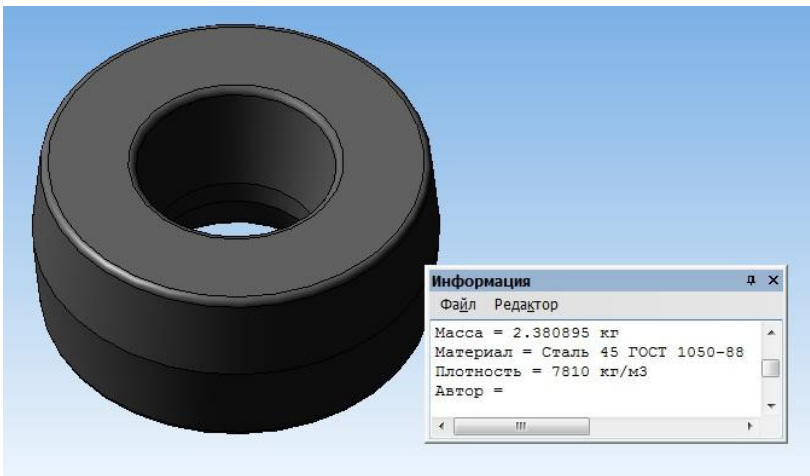 Информация
Файл Редактор
Масса = 2.380895 кг
Материал = Сталь 45 ГОСТ 1050-88
Плотность = 7810 кг/м3
Автор =